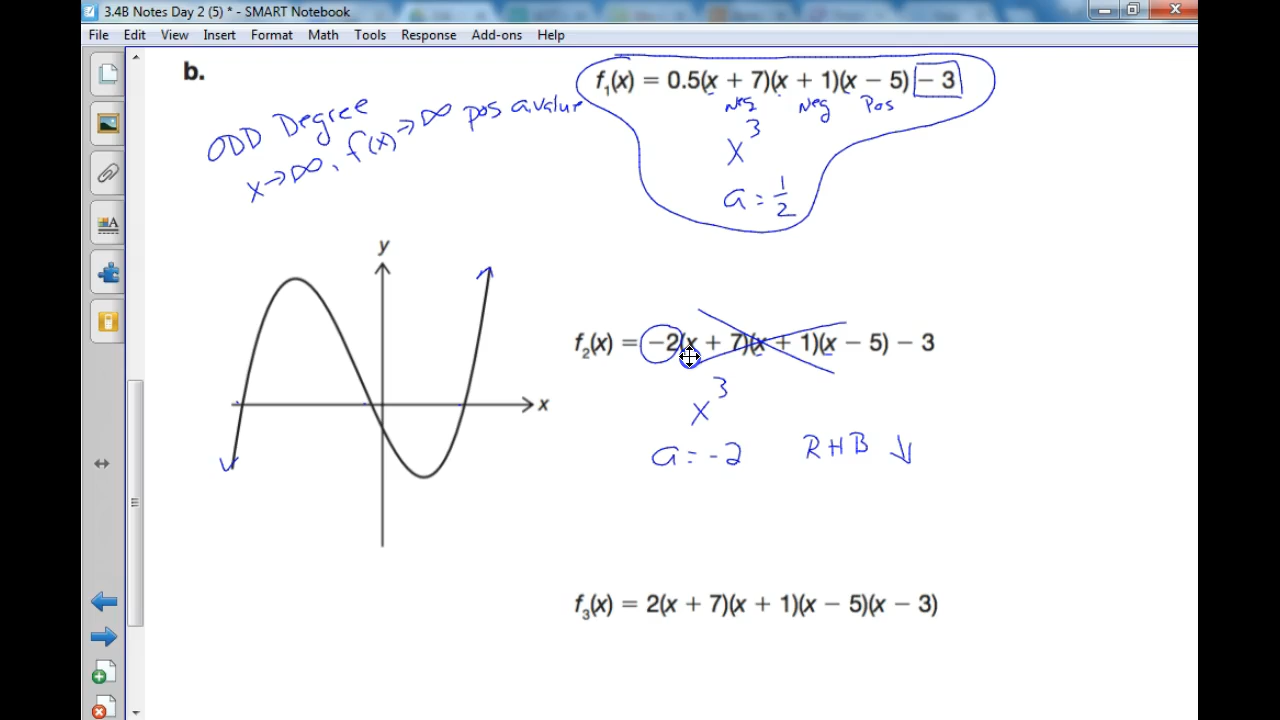 3.4B Notes Day 2 (5) * - SMART Notebook
File Edit View Insert Format Math Tools Response Add-ons Help
b.
f₁(x) = 0.5(x + 7)(x + 1)(x − 5) − 3
Neg Neg Pos
ODD Degree
x→∞, f(x)→∞ pos a value
x³
a = 1/2
y
x
f₂(x) = −2(x + 7)(x + 1)(x − 5) − 3
x³
a = -2 RHB ↓
f₃(x) = 2(x + 7)(x + 1)(x − 5)(x − 3)